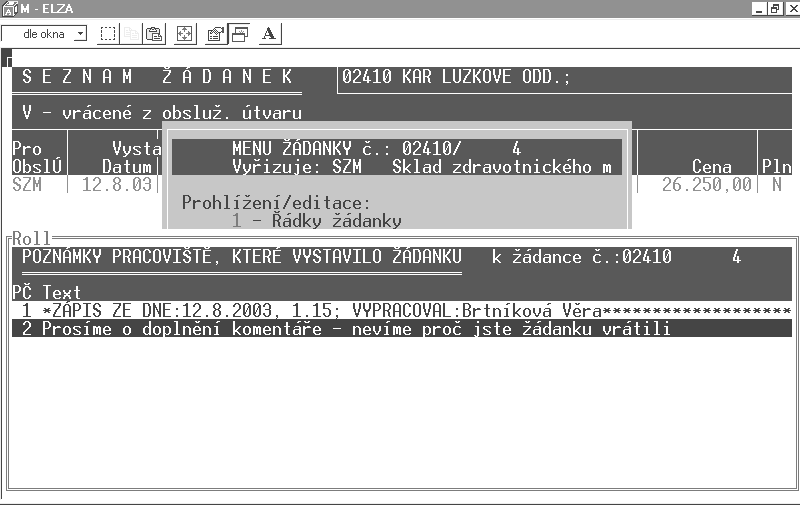 M - ELZA
dle okna
A
S E Z N A M   Ž Á D A N E K   02410 KAR LUZKOVE ODD.;
V - vrácené z obsluž. útvaru
MENU ŽÁDANKY č.: 02410/     4
Vyřizuje: SZM   Sklad zdravotnického m
Pro   Vysta
ObslÚ   Datum   Cena   Pln
SZM   12.8.03   26.250,00   N
Prohlížení/editace:
1 - Řádky žádanky
Roll
POZNÁMKY PRACOVIŠTĚ, KTERÉ VYSTAVILO ŽÁDANKU   k žádance č.:02410      4
PČ Text
1 *ZÁPIS ZE DNE:12.8.2003, 1.15; VYPRACOVAL:Brtníková Věra*******************
2 Prosíme o doplnění komentáře - nevíme proč jste žádanku vrátili